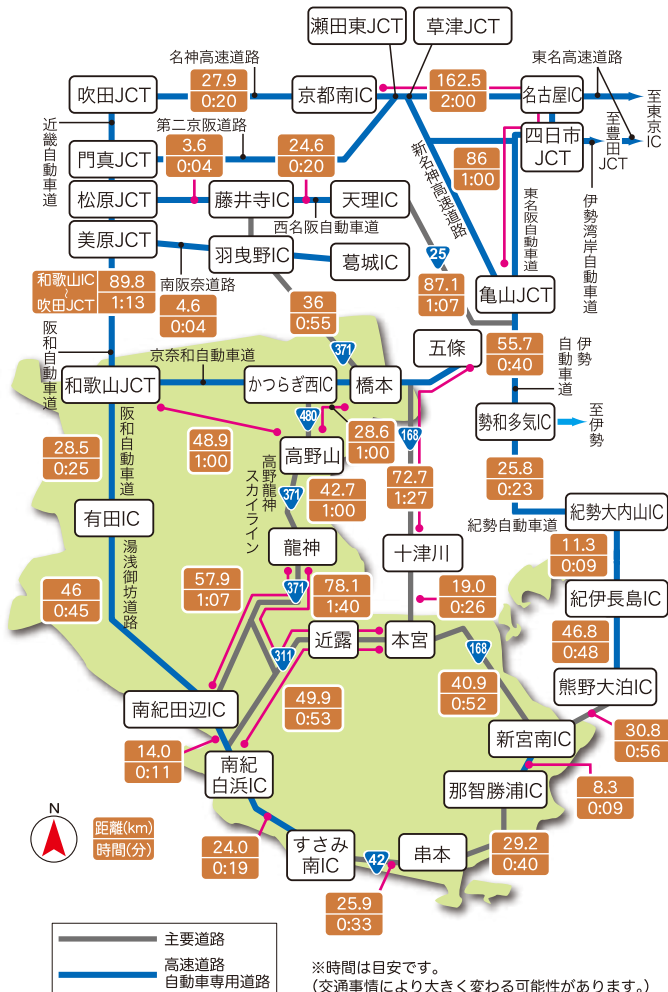 瀬田東JCT
草津JCT
名神高速道路
東名高速道路
27.9
0:20
162.5
2:00
吹田JCT
京都南IC
名古屋IC
至東京IC
近畿自動車道
第二京阪道路
四日市
JCT
至豊田JCT
門真JCT
3.6
0:04
24.6
0:20
新名神高速道路
86
1:00
東名阪自動車道
伊勢湾岸自動車道
松原JCT
藤井寺IC
天理IC
西名阪自動車道
美原JCT
羽曳野IC
葛城IC
25
南阪奈道路
和歌山IC
~
吹田JCT
89.8
1:13
4.6
0:04
36
0:55
87.1
1:07
亀山JCT
阪和自動車道
京奈和自動車道
371
五條
55.7
0:40
伊勢
自動車道
和歌山JCT
かつらぎ西IC
橋本
勢和多気IC
至伊勢
阪和自動車道
480
168
28.5
0:25
48.9
1:00
高野山
28.6
1:00
高野龍神
スカイライン
371
42.7
1:00
72.7
1:27
25.8
0:23
有田IC
紀勢自動車道
紀勢大内山IC
湯浅御坊道路
龍神
十津川
11.3
0:09
46
0:45
57.9
1:07
371
78.1
1:40
19.0
0:26
紀伊長島IC
近露
本宮
311
168
46.8
0:48
南紀田辺IC
49.9
0:53
40.9
0:52
熊野大泊IC
14.0
0:11
南紀
白浜IC
新宮南IC
30.8
0:56
那智勝浦IC
8.3
0:09
N
距離(km)
時間(分)
24.0
0:19
すさみ
南IC
42
串本
29.2
0:40
25.9
0:33
主要道路
高速道路
自動車専用道路
※時間は目安です。
(交通事情により大きく変わる可能性があります。)